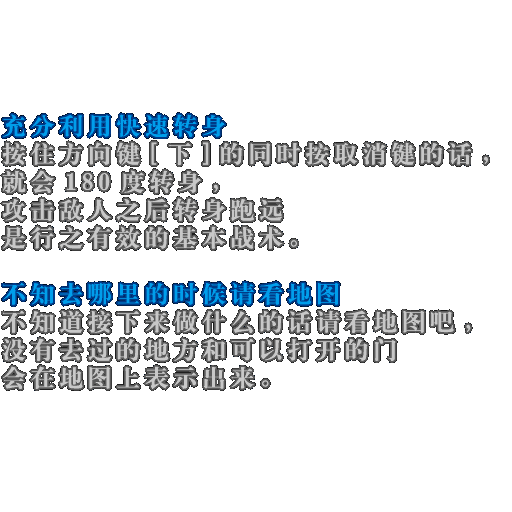 充分利用快速转身
按住方向键[下]的同时按取消键的话，
就会180度转身，
攻击敌人之后转身跑远
是行之有效的基本战术。
不知去哪里的时候请看地图
不知道接下来做什么的话请看地图吧，
没有去过的地方和可以打开的门
会在地图上表示出来。